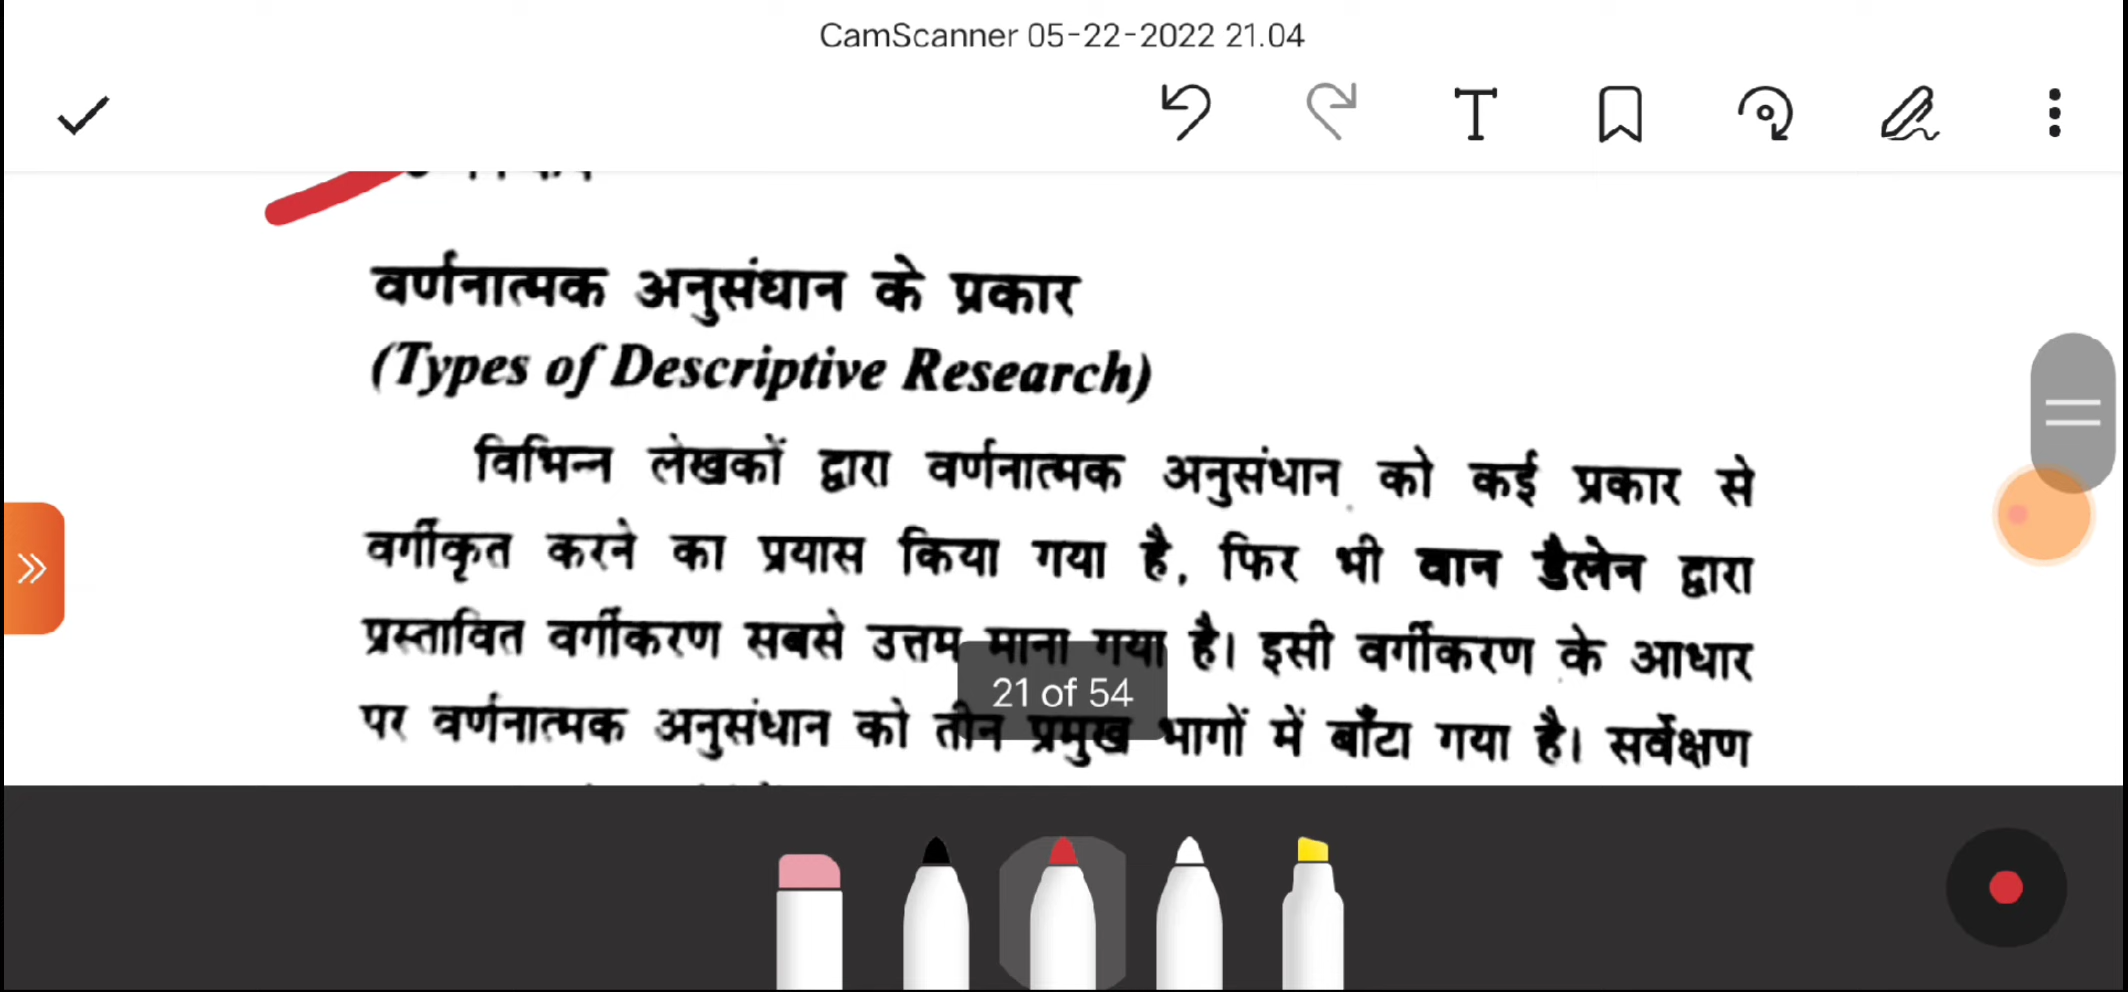 CamScanner 05-22-2022 21.04
वर्णनात्मक अनुसंधान के प्रकार
(Types of Descriptive Research)
विभिन्न लेखकों द्वारा वर्णनात्मक अनुसंधान को कई प्रकार से
वर्गीकृत करने का प्रयास किया गया है, फिर भी वान डैलेन द्वारा
प्रस्तावित वर्गीकरण सबसे उत्तम माना गया है। इसी वर्गीकरण के आधार
21 of 54
पर वर्णनात्मक अनुसंधान को तीन प्रमुख भागों में बाँटा गया है। सर्वेक्षण